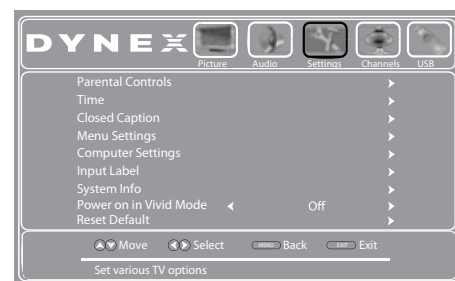 DYNEX
Picture Audio Settings Channels USB
Parental Controls
Time
Closed Caption
Menu Settings
Computer Settings
Input Label
System Info
Power on in Vivid Mode Off
Reset Default
Move Select MENU Back EXIT Exit
Set various TV options